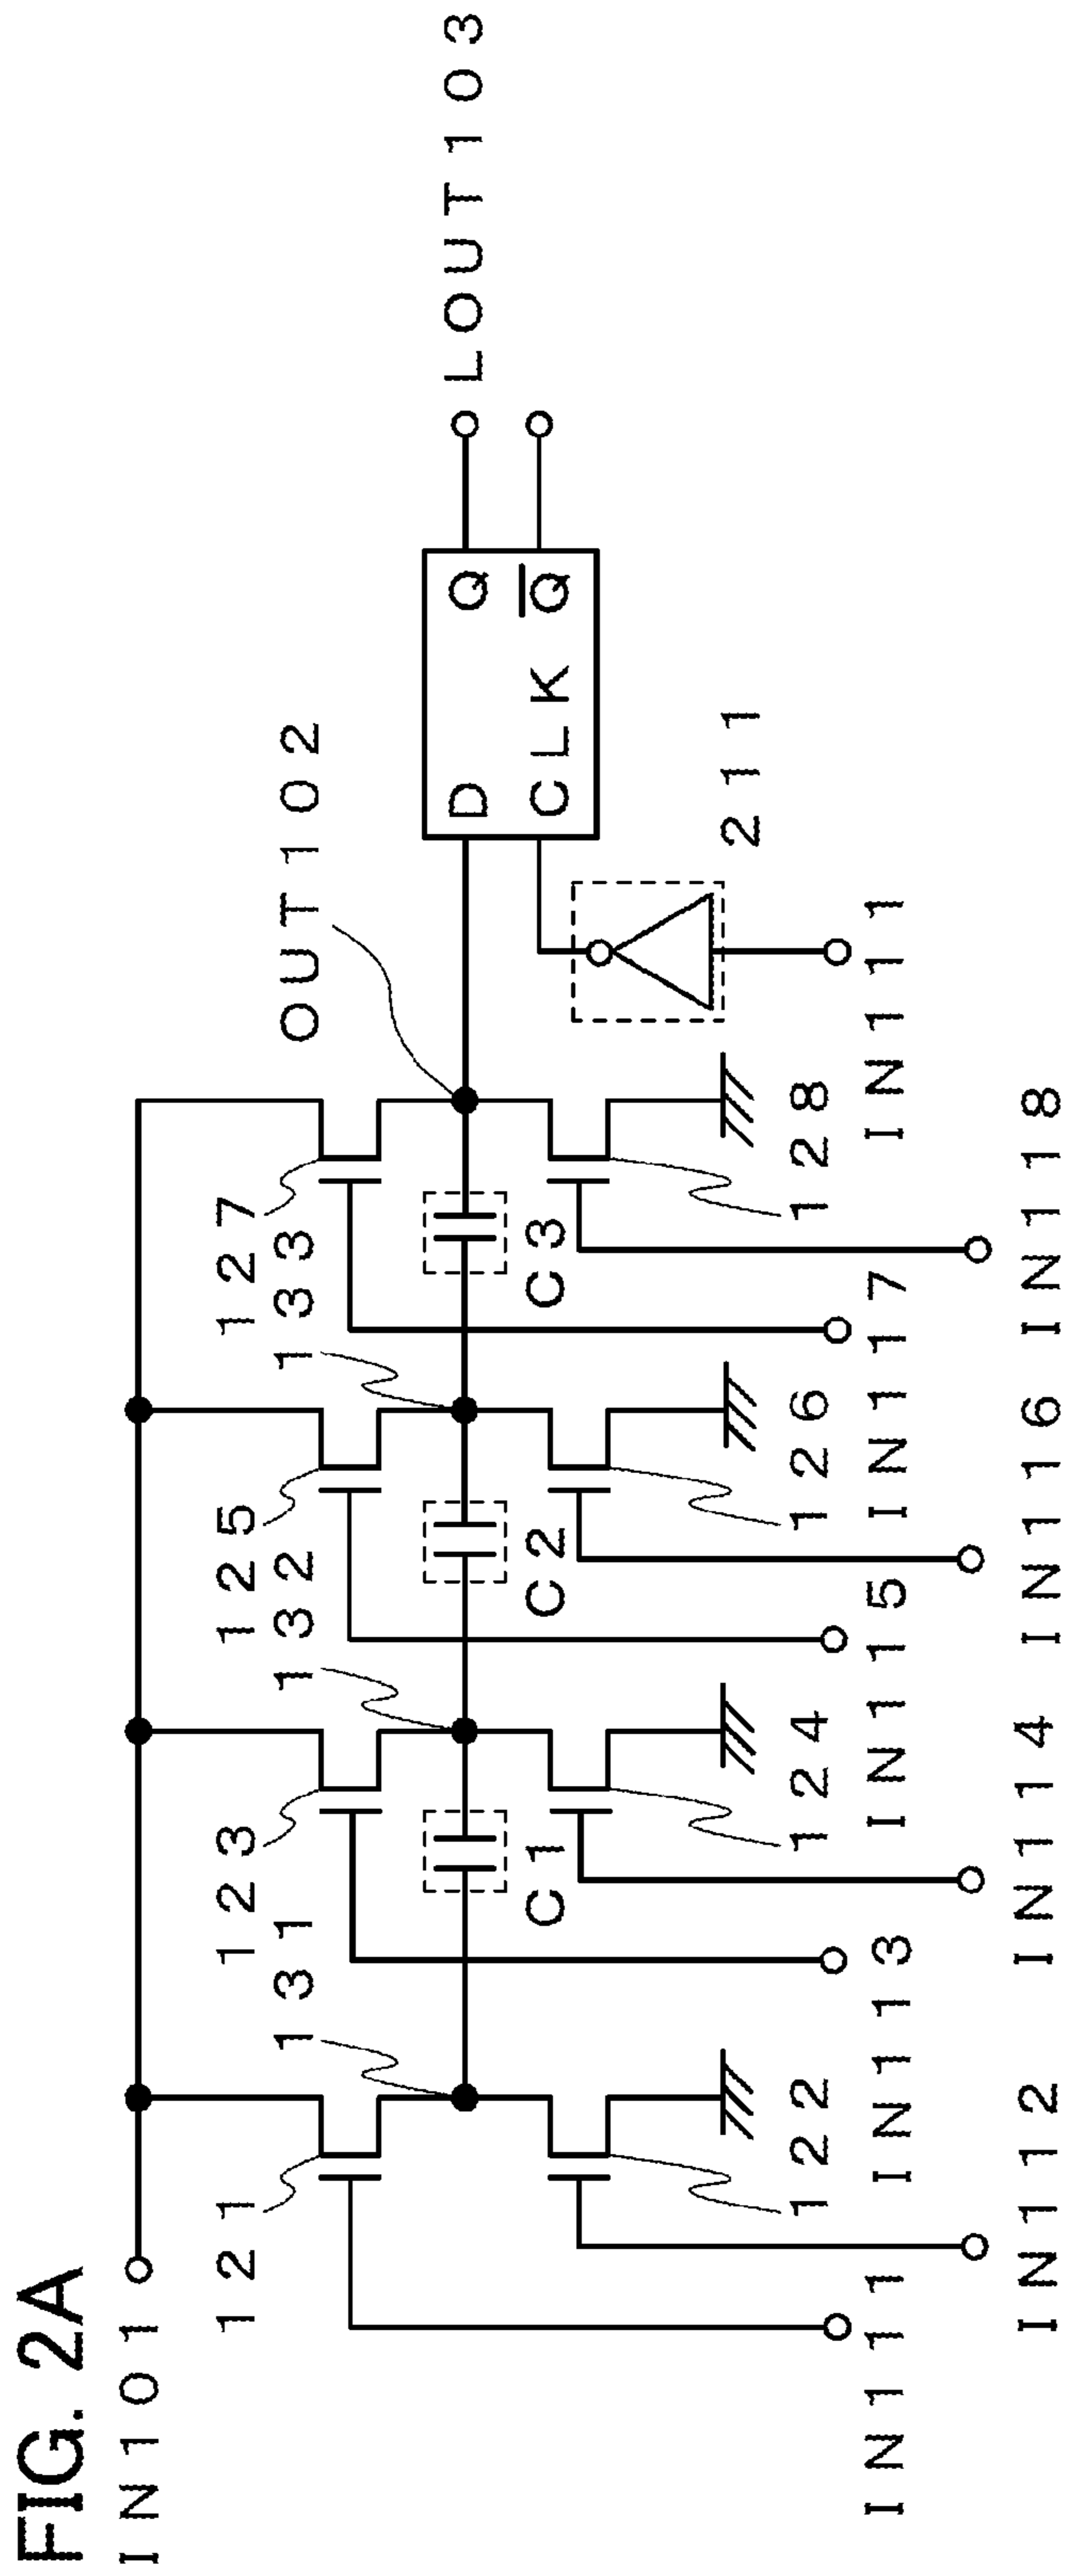 FIG. 2A
IN101
121
131
123
132
125
133
127
OUT102
C1
C2
C3
D
Q
CLK
Q̅
LOUT103
211
122
124
126
128
IN111
IN113
IN115
IN117
IN111
IN112
IN114
IN116
IN118